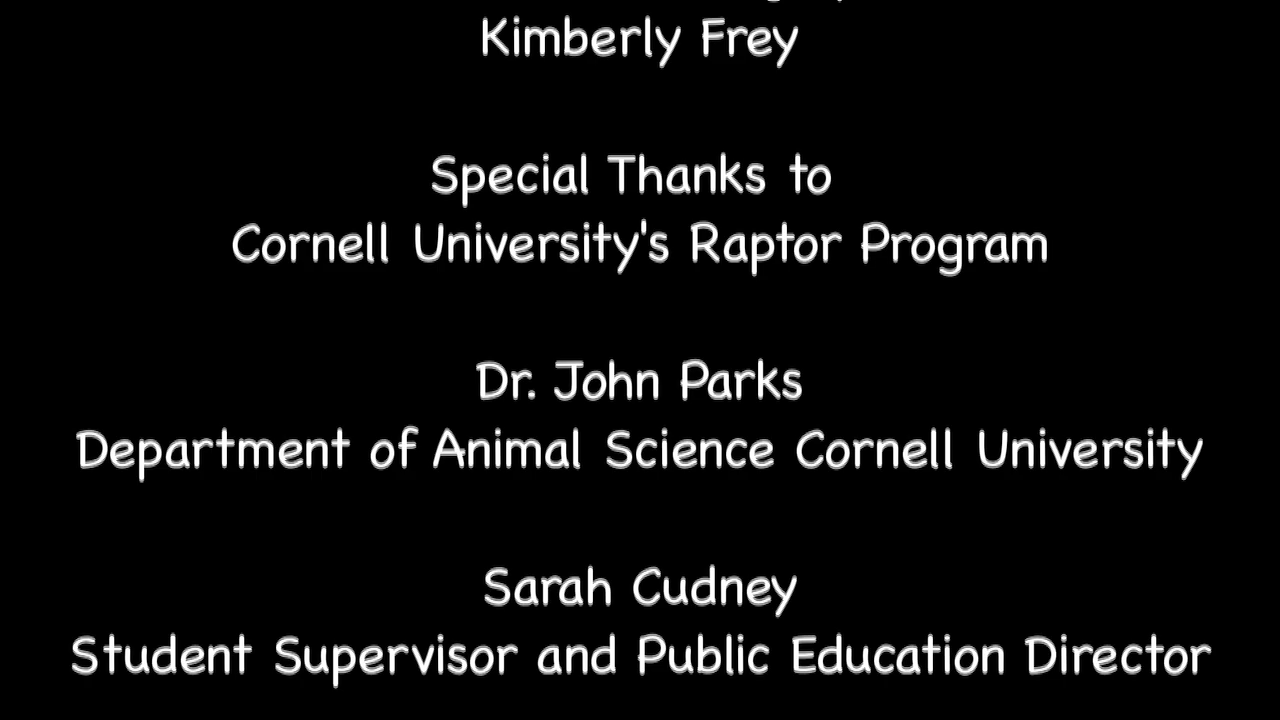 Kimberly Frey
Special Thanks to
Cornell University's Raptor Program
Dr. John Parks
Department of Animal Science Cornell University
Sarah Cudney
Student Supervisor and Public Education Director